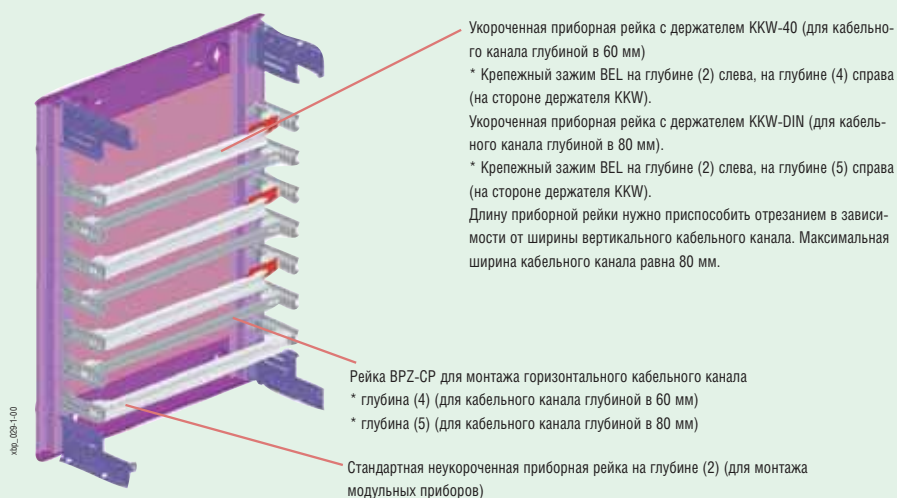 Укороченная приборная рейка с держателем KKW-40 (для кабельно-
го канала глубиной в 60 мм)
* Крепежный зажим BEL на глубине (2) слева, на глубине (4) справа
(на стороне держателя KKW).
Укороченная приборная рейка с держателем KKW-DIN (для кабель-
ного канала глубиной в 80 мм).
* Крепежный зажим BEL на глубине (2) слева, на глубине (5) справа
(на стороне держателя KKW).
Длину приборной рейки нужно приспособить отрезанием в зависи-
мости от ширины вертикального кабельного канала. Максимальная
ширина кабельного канала равна 80 мм.
Рейка BPZ-CP для монтажа горизонтального кабельного канала
* глубина (4) (для кабельного канала глубиной в 60 мм)
* глубина (5) (для кабельного канала глубиной в 80 мм)
Стандартная неукороченная приборная рейка на глубине (2) (для монтажа
модульных приборов)
xbp_029-1-00